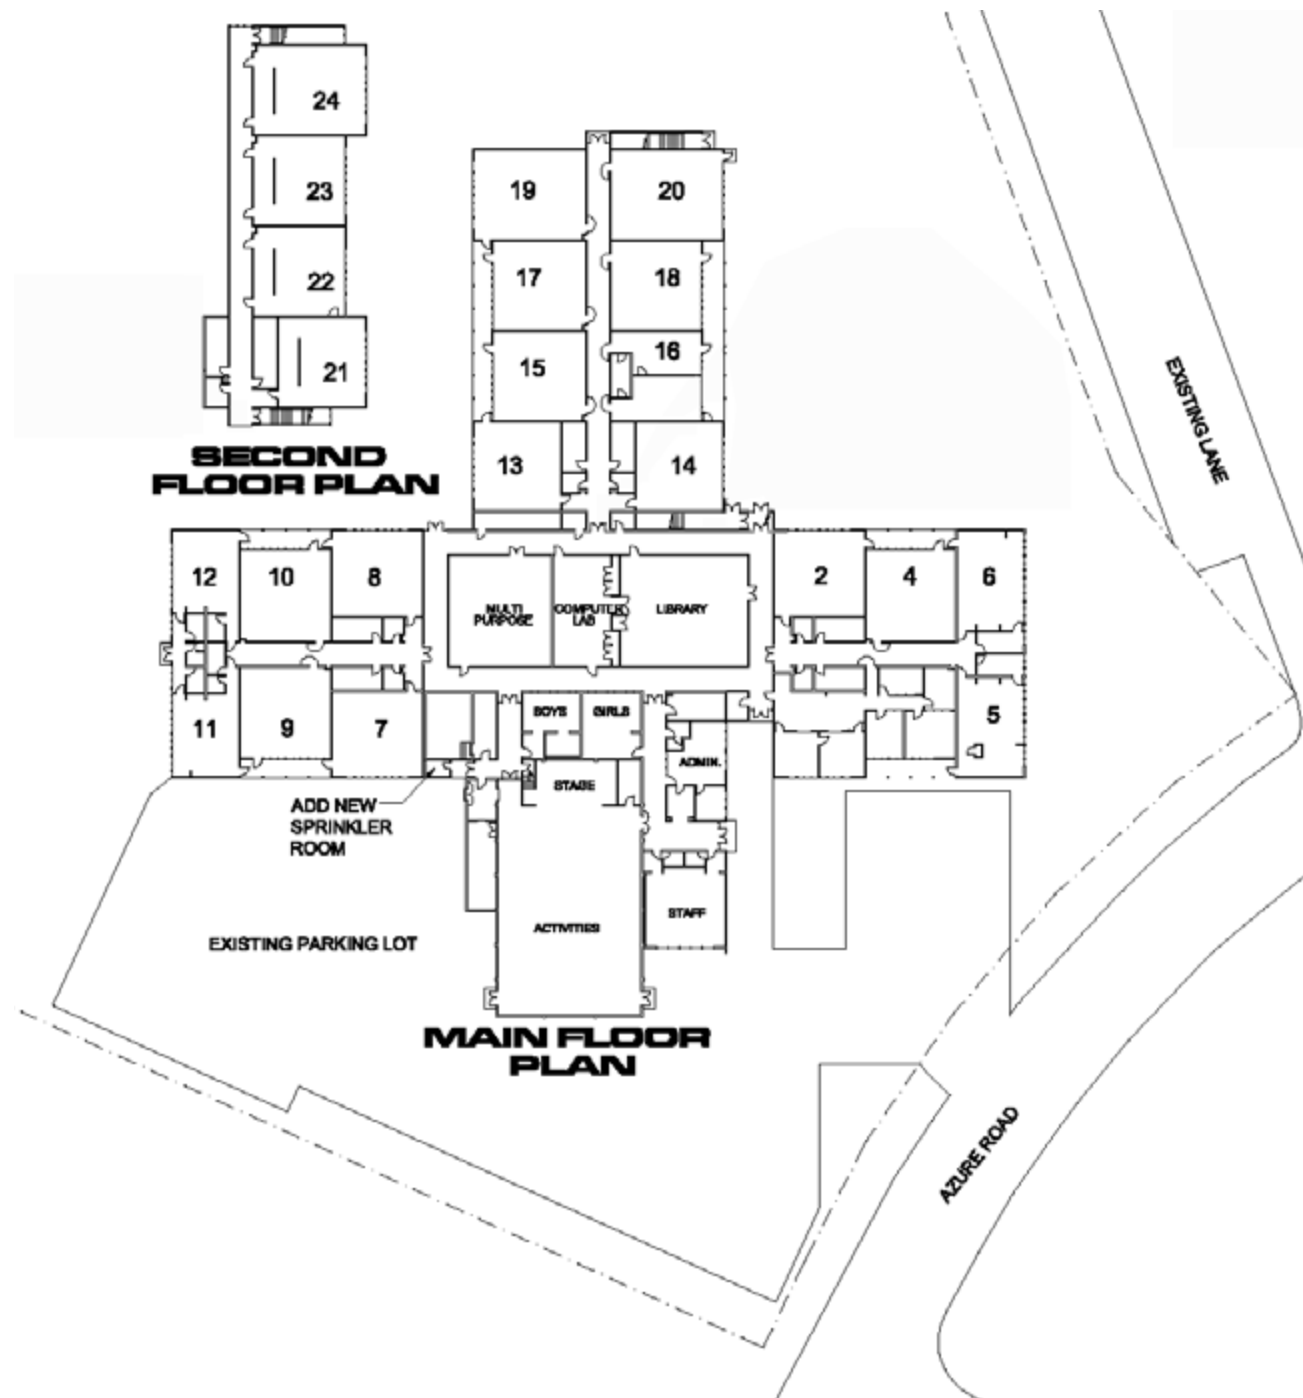 24
23
22
21
SECOND
FLOOR PLAN
19
20
17
18
15
16
13
14
EXISTING LANE
12
10
8
2
4
6
MULTI
PURPOSE
COMPUTER
LAB
LIBRARY
11
9
7
BOYS
GIRLS
5
ADMIN.
STAGE
ADD NEW
SPRINKLER
ROOM
STAFF
ACTIVITIES
EXISTING PARKING LOT
MAIN FLOOR
PLAN
AZURE ROAD